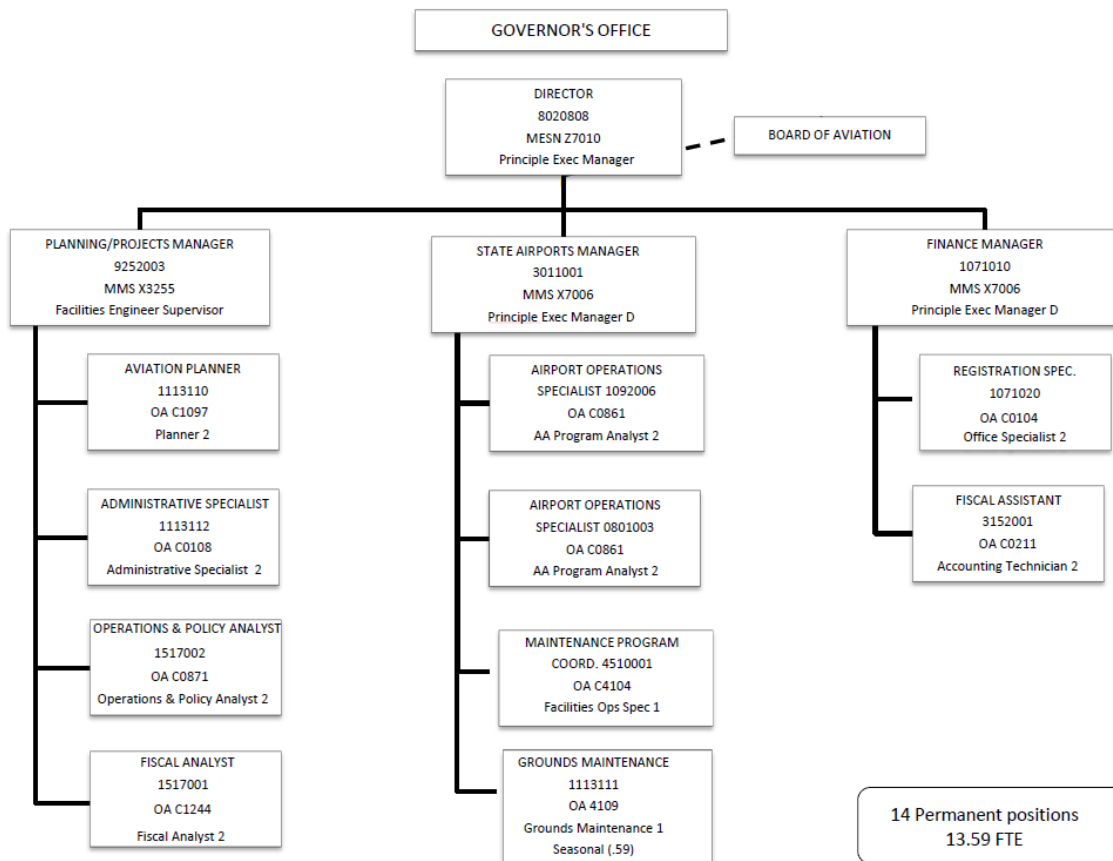 GOVERNOR'S OFFICE
DIRECTOR
8020808
MESN Z7010
Principle Exec Manager
BOARD OF AVIATION
PLANNING/PROJECTS MANAGER
9252003
MMS X3255
Facilities Engineer Supervisor
AVIATION PLANNER
1113110
OA C1097
Planner 2
ADMINISTRATIVE SPECIALIST
1113112
OA C0108
Administrative Specialist 2
OPERATIONS & POLICY ANALYST
1517002
OA C0871
Operations & Policy Analyst 2
FISCAL ANALYST
1517001
OA C1244
Fiscal Analyst 2
STATE AIRPORTS MANAGER
3011001
MMS X7006
Principle Exec Manager D
AIRPORT OPERATIONS
SPECIALIST 1092006
OA C0861
AA Program Analyst 2
AIRPORT OPERATIONS
SPECIALIST 0801003
OA C0861
AA Program Analyst 2
MAINTENANCE PROGRAM
COORD. 4510001
OA C4104
Facilities Ops Spec 1
GROUNDS MAINTENANCE
1113111
OA 4109
Grounds Maintenance 1
Seasonal (.59)
FINANCE MANAGER
1071010
MMS X7006
Principle Exec Manager D
REGISTRATION SPEC.
1071020
OA C0104
Office Specialist 2
FISCAL ASSISTANT
3152001
OA C0211
Accounting Technician 2
14 Permanent positions
13.59 FTE